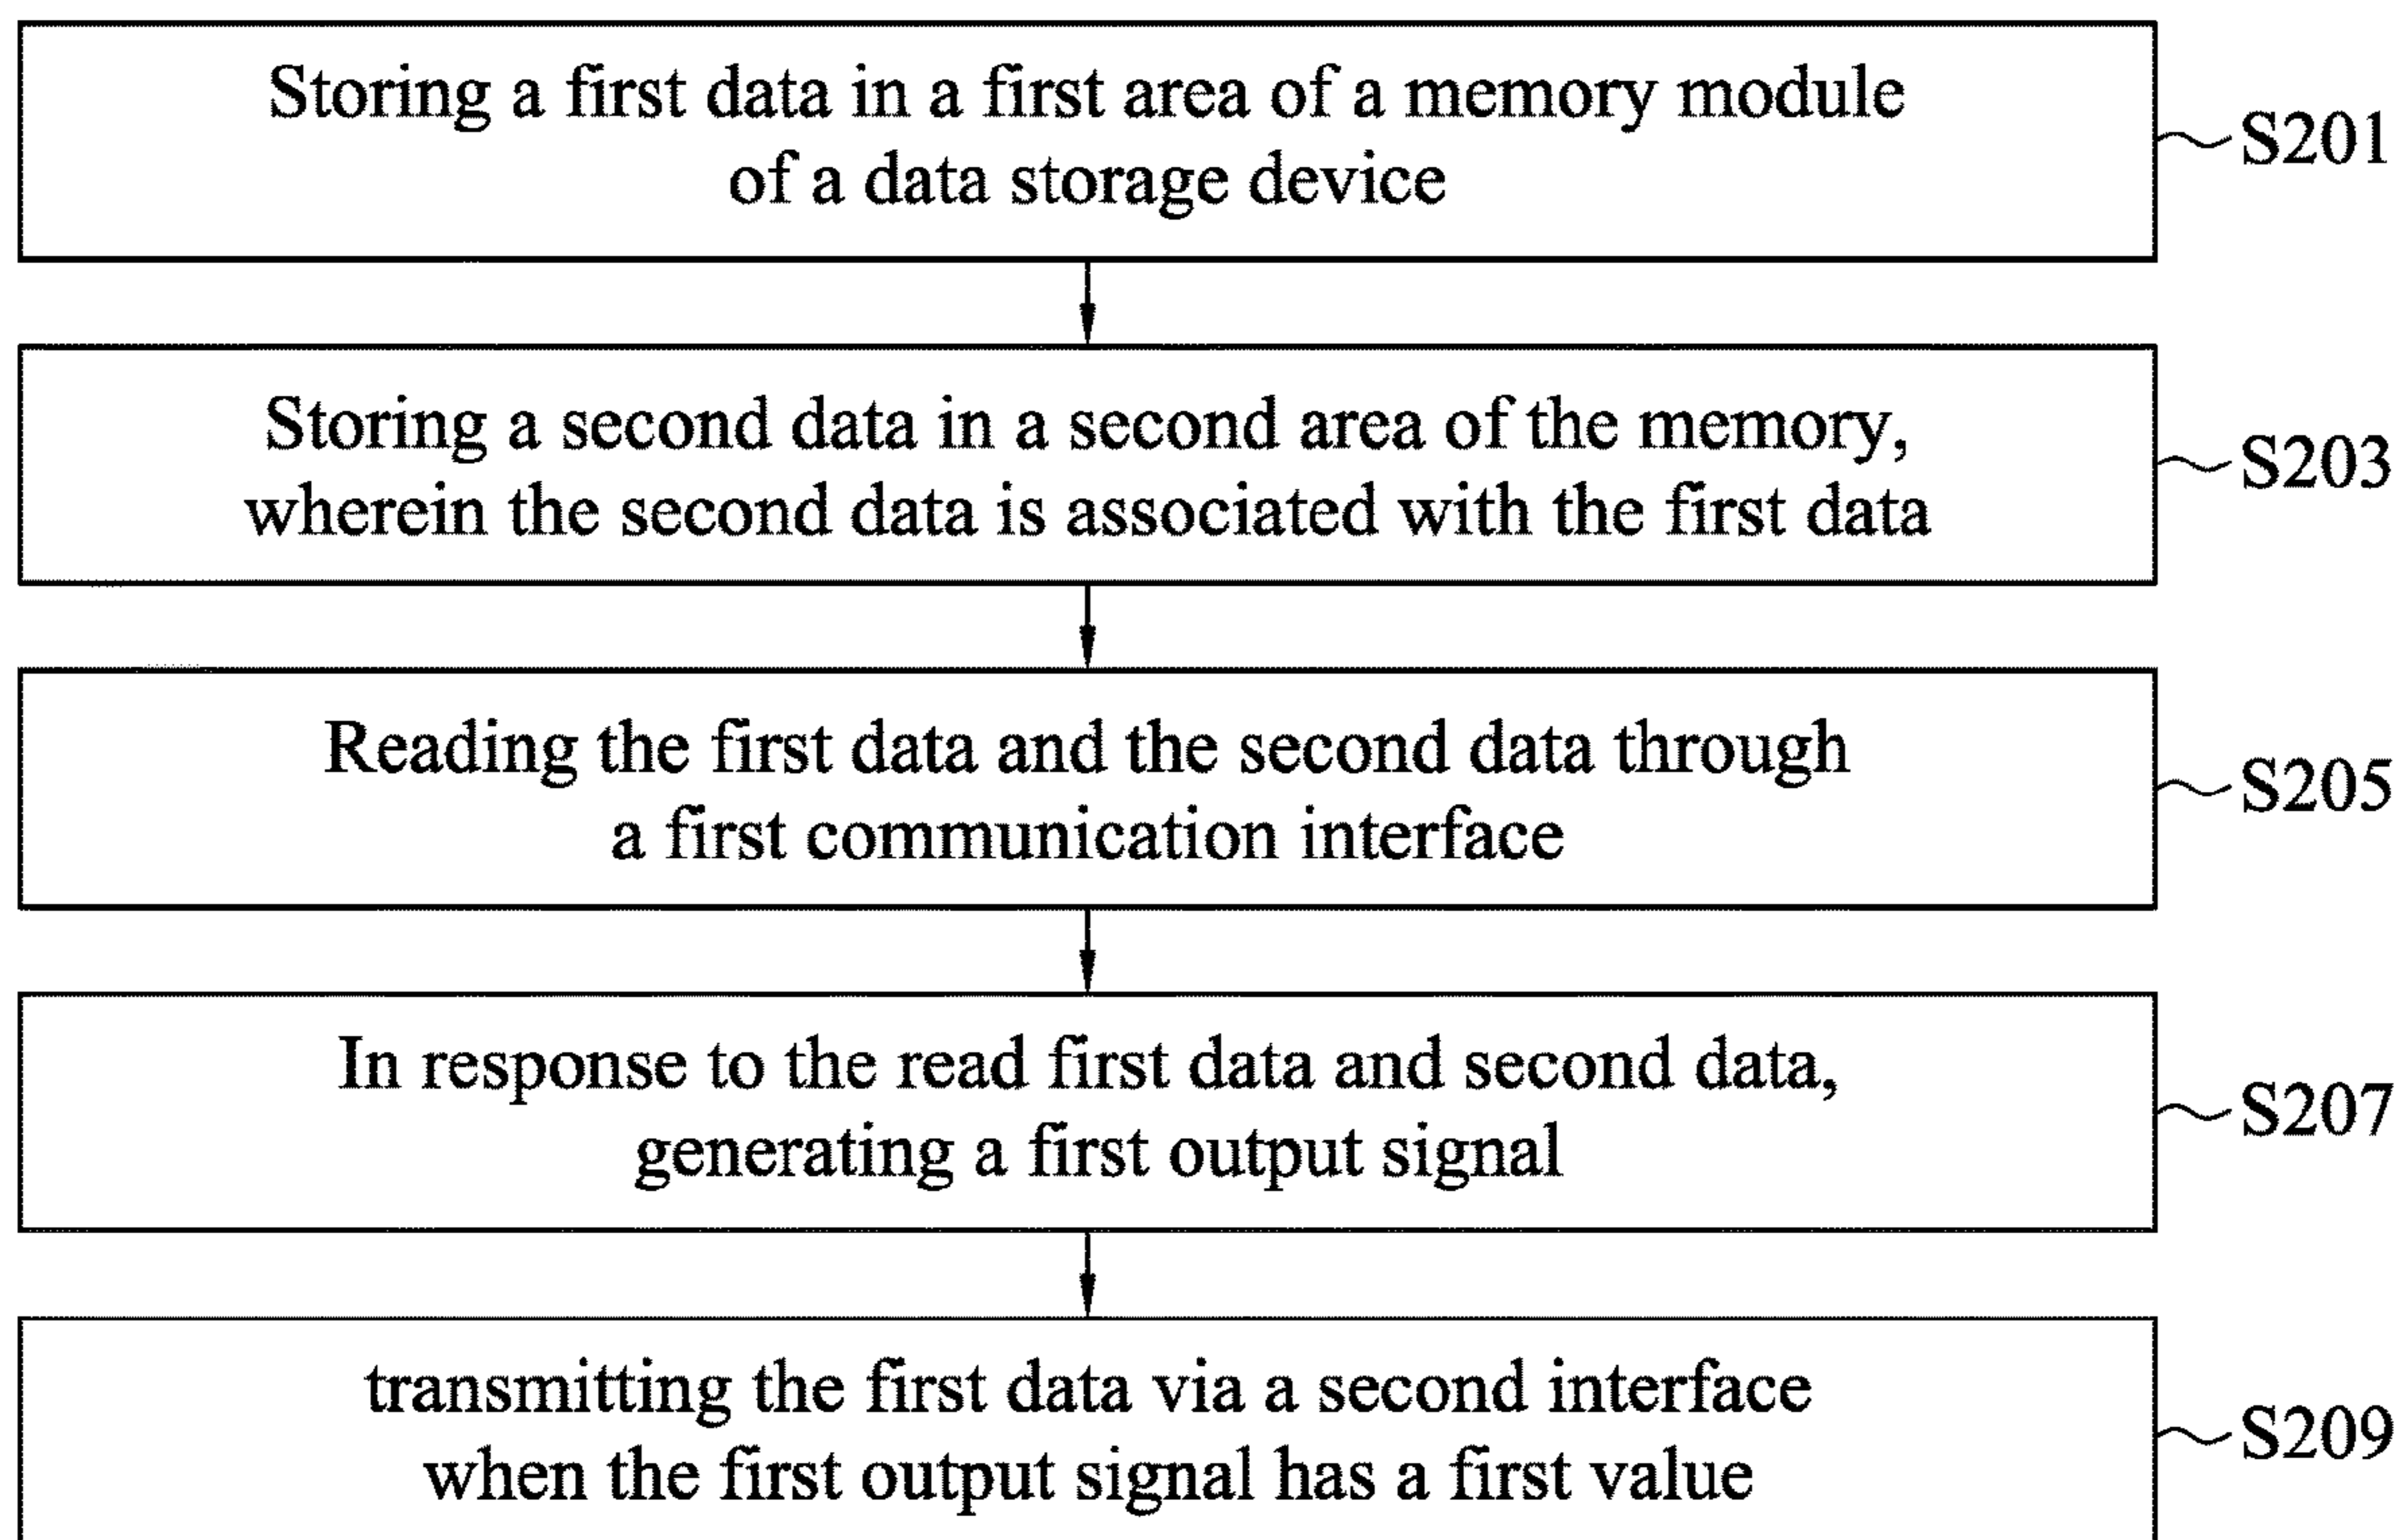 Storing a first data in a first area of a memory module
of a data storage device
S201
Storing a second data in a second area of the memory,
wherein the second data is associated with the first data
S203
Reading the first data and the second data through
a first communication interface
S205
In response to the read first data and second data,
generating a first output signal
S207
transmitting the first data via a second interface
when the first output signal has a first value
S209